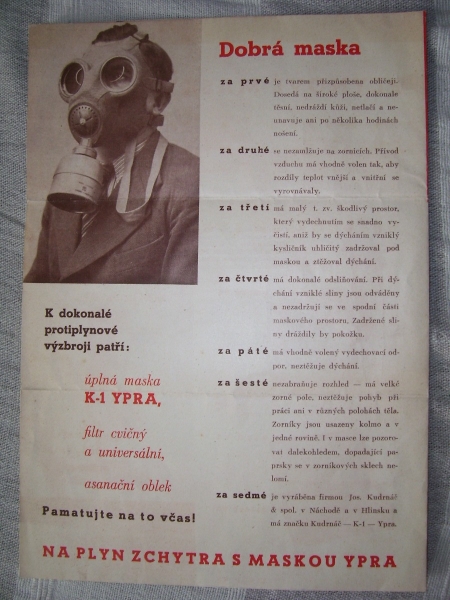 Dobrá maska
za prvé je tvarem přizpůsobena obličeji.
Dosedá na široké ploše, dokonale
těsní, nedráždí kůži, netlačí a ne-
unavuje ani po několika hodinách
nošení.
za druhé se nezamlžuje na zornicích. Přívod
vzduchu má vhodně volen tak, aby
rozdíly teplot vnější a vnitřní se
vyrovnávaly.
za třetí má malý t. zv. škodlivý prostor,
který vydechnutím se snadno vy-
čistí, aniž by se dýcháním vzniklý
kysličník uhličitý zadržoval pod
maskou a ztěžoval dýchání.
za čtvrté má dokonalé odsliňování. Při dý-
chání vzniklé sliny jsou odváděny
a nezadržují se ve spodní části
maskového prostoru. Zadržené sli-
ny dráždily by pokožku.
za páté má vhodně volený vydechovací od-
por, neztěžuje dýchání.
za šesté nezabraňuje rozhled — má velké
zorné pole, neztěžuje pohyb při
práci ani v různých polohách těla.
Zorníky jsou usazeny kolmo a v
jedné rovině. I v masce lze pozoro-
vat dalekohledem, dopadající pa-
prsky se v zorníkových sklech ne-
lomí.
za sedmé je vyráběna firmou Jos. Kudrnáč
& spol. v Náchodě a v Hlinsku a
má značku Kudrnáč — K-1 — Ypra.
K dokonalé
protiplynové
výzbroji patří:
úplná maska
K-1 YPRA,
filtr cvičný
a universální,
asanační oblek
Pamatujte na to včas!
NA PLYN ZCHYTRA S MASKOU YPRA